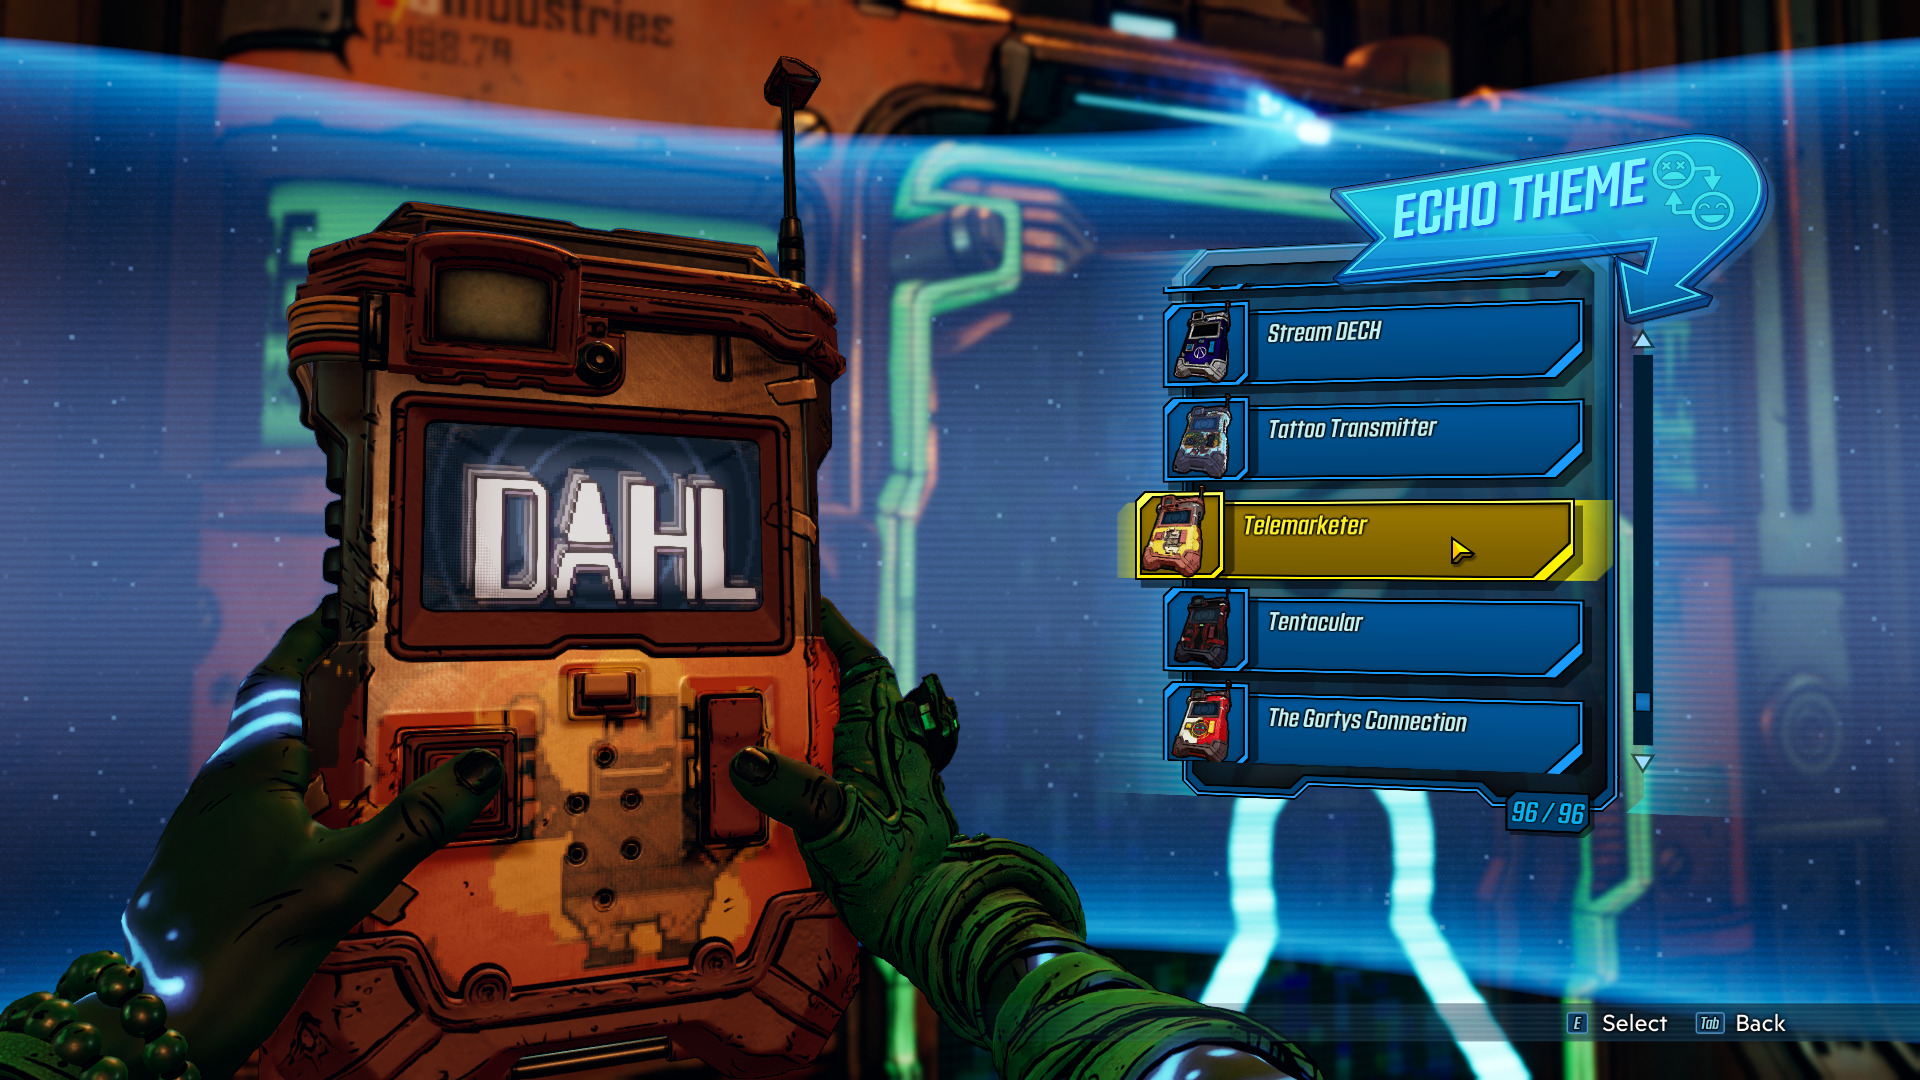 Industries
P-198.79
ECHO THEME
DAHL
Stream DECH
Tattoo Transmitter
Telemarketer
Tentacular
The Gortys Connection
96 / 96
E Select Tab Back